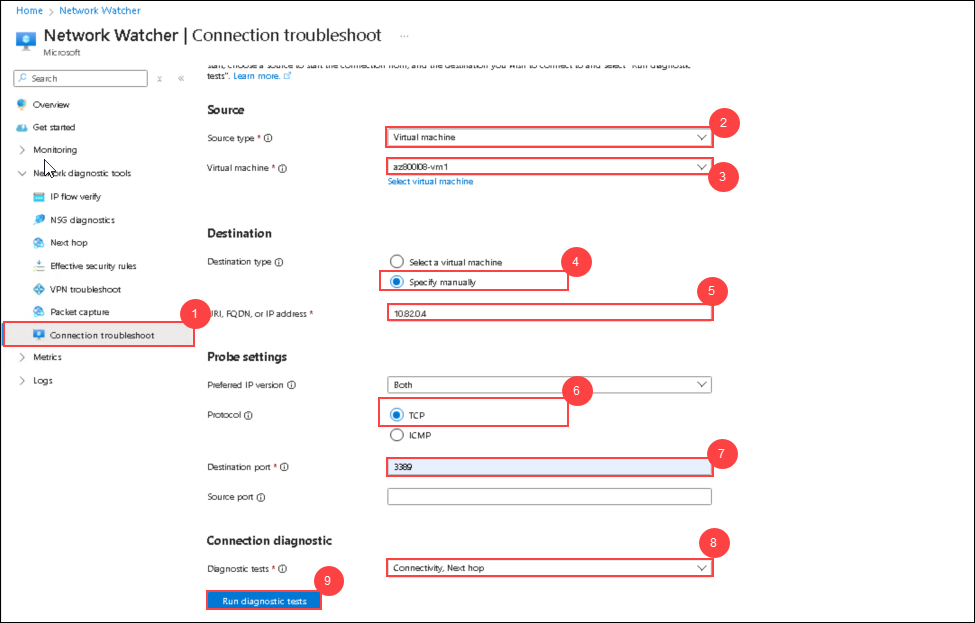 Home > Network Watcher
Network Watcher | Connection troubleshoot ...
Microsoft
Search
start, choose a source to start the connection from, and the destination you wish to connect to and select "Run diagnostic
tests". Learn more.
Overview
Get started
Monitoring
Network diagnostic tools
IP flow verify
NSG diagnostics
Next hop
Effective security rules
VPN troubleshoot
Packet capture
Connection troubleshoot
1
Metrics
Logs
Source
Source type *
Virtual machine
2
Virtual machine *
az800l08-vm1
3
Select virtual machine
Destination
Destination type
Select a virtual machine
4
Specify manually
5
URI, FQDN, or IP address *
10.82.0.4
Probe settings
Preferred IP version
Both
6
Protocol
TCP
ICMP
7
Destination port *
3389
Source port
Connection diagnostic
8
Diagnostic tests *
Connectivity, Next hop
9
Run diagnostic tests